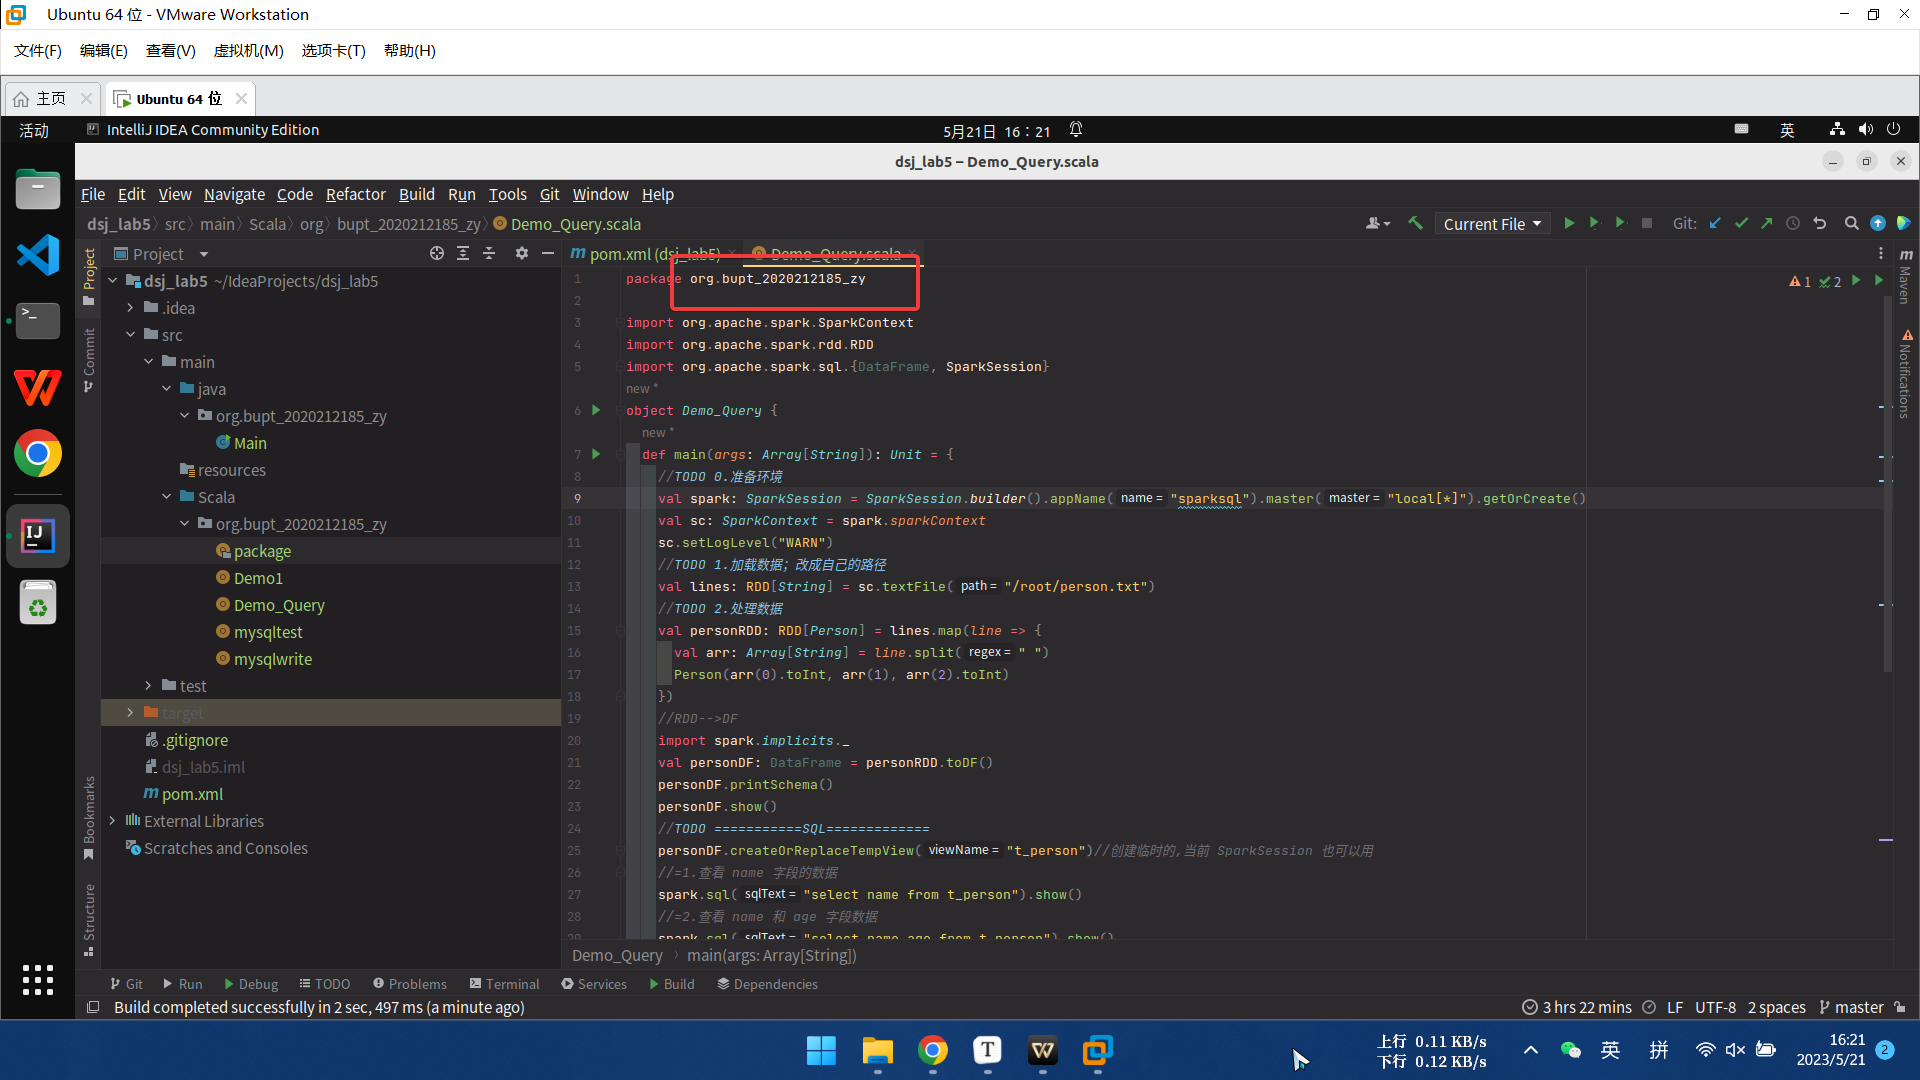 Ubuntu 64 位 - VMware Workstation
文件(F) 编辑(E) 查看(V) 虚拟机(M) 选项卡(T) 帮助(H)
主页 Ubuntu 64 位
活动 IntelliJ IDEA Community Edition 5月21日 16：21 英
dsj_lab5 – Demo_Query.scala
File Edit View Navigate Code Refactor Build Run Tools Git Window Help
dsj_lab5 src main Scala org bupt_2020212185_zy Demo_Query.scala Current File Git:
Project pom.xml (dsj_lab5) Demo_Query.scala
dsj_lab5 ~/IdeaProjects/dsj_lab5
.idea
src
main
java
org.bupt_2020212185_zy
Main
resources
Scala
org.bupt_2020212185_zy
package
Demo1
Demo_Query
mysqltest
mysqlwrite
test
target
.gitignore
dsj_lab5.iml
pom.xml
External Libraries
Scratches and Consoles
Project
Commit
Bookmarks
Structure
1 package org.bupt_2020212185_zy
2
3 import org.apache.spark.SparkContext
4 import org.apache.spark.rdd.RDD
5 import org.apache.spark.sql.{DataFrame, SparkSession}
new *
6 object Demo_Query {
new *
7 def main(args: Array[String]): Unit = {
8 //TODO 0.准备环境
9 val spark: SparkSession = SparkSession.builder().appName( name = "sparksql").master( master = "local[*]").getOrCreate()
10 val sc: SparkContext = spark.sparkContext
11 sc.setLogLevel("WARN")
12 //TODO 1.加载数据；改成自己的路径
13 val lines: RDD[String] = sc.textFile( path = "/root/person.txt")
14 //TODO 2.处理数据
15 val personRDD: RDD[Person] = lines.map(line => {
16 val arr: Array[String] = line.split( regex = " ")
17 Person(arr(0).toInt, arr(1), arr(2).toInt)
18 })
19 //RDD-->DF
20 import spark.implicits._
21 val personDF: DataFrame = personRDD.toDF()
22 personDF.printSchema()
23 personDF.show()
24 //TODO ===========SQL=============
25 personDF.createOrReplaceTempView( viewName = "t_person")//创建临时的,当前 SparkSession 也可以用
26 //=1.查看 name 字段的数据
27 spark.sql( sqlText = "select name from t_person").show()
28 //=2.查看 name 和 age 字段数据
29 spark.sql( sqlText = "select name,age from t_person").show()
1 2
Maven
Notifications
Demo_Query main(args: Array[String])
Git Run Debug TODO Problems Terminal Services Build Dependencies
Build completed successfully in 2 sec, 497 ms (a minute ago) 3 hrs 22 mins LF UTF-8 2 spaces master
上行 0.11 KB/s
下行 0.12 KB/s
英 拼
16:21
2023/5/21 2